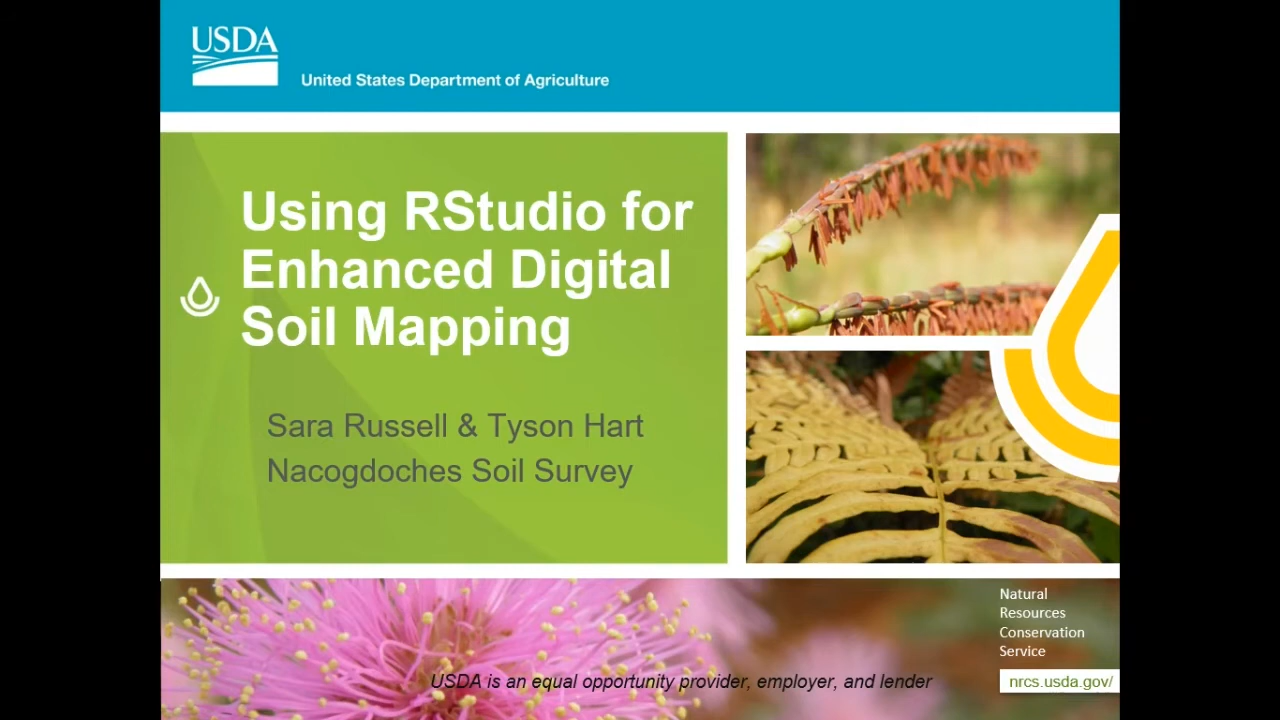 USDA
United States Department of Agriculture
Using RStudio for
Enhanced Digital
Soil Mapping
Sara Russell & Tyson Hart
Nacogdoches Soil Survey
Natural
Resources
Conservation
Service
nrcs.usda.gov/
USDA is an equal opportunity provider, employer, and lender